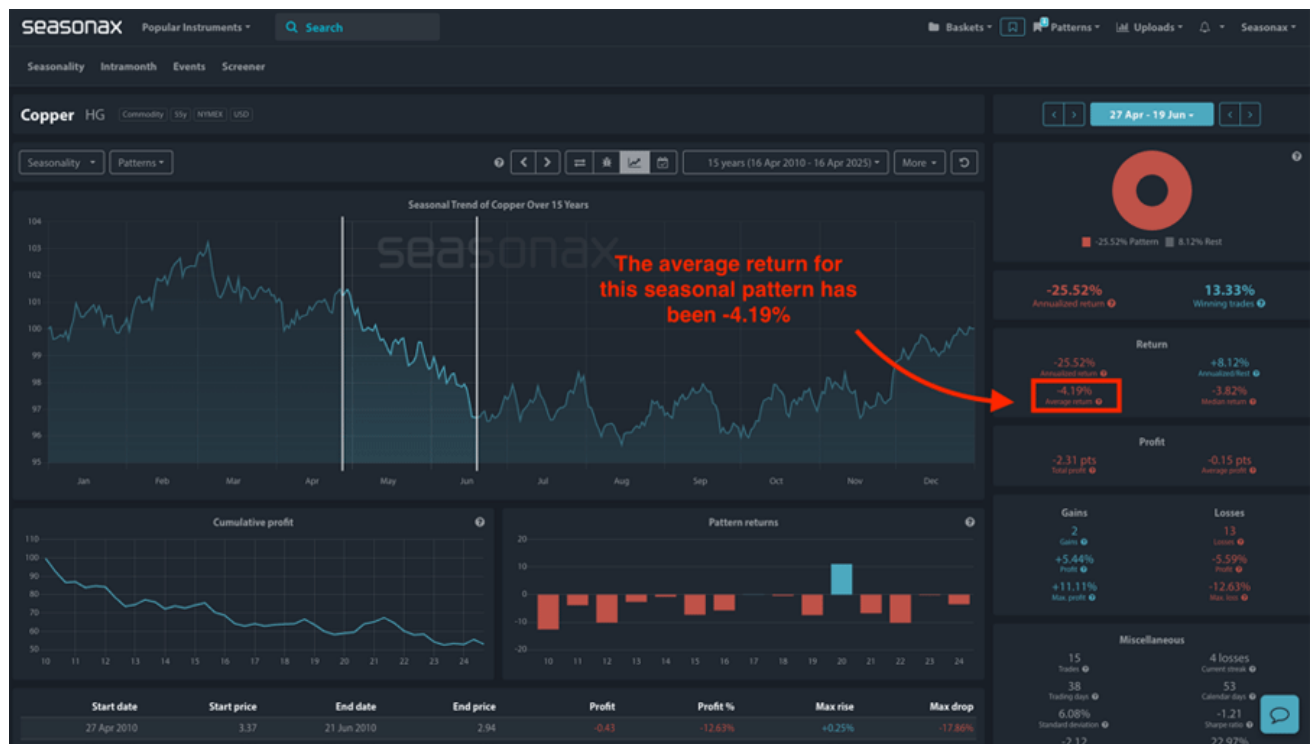 seasonax Popular Instruments Search Baskets Patterns Uploads Seasonax
Seasonality Intramonth Events Screener
Copper HG Commodity 55y NYMEX USD
27 Apr - 19 Jun
Seasonality Patterns 15 years (16 Apr 2010 - 16 Apr 2025) More
Seasonal Trend of Copper Over 15 Years
seasonax
104
103
102
101
100
99
98
97
96
95
Jan Feb Mar Apr May Jun Jul Aug Sep Oct Nov Dec
The average return for
this seasonal pattern has
been -4.19%
-25.52% Pattern 8.12% Rest
-25.52% 13.33%
Annualized return Winning trades
Return
-25.52% +8.12%
Annualized return Annualized Rest
-4.19% -3.82%
Average return Median return
Profit
-2.31 pts -0.15 pts
Total profit Average profit
Gains Losses
2 13
Gains Losses
+5.44% -5.59%
Profit Profit
+11.11% -12.63%
Max. profit Max. loss
Miscellaneous
15 4 losses
Trades Current streak
38 53
Trading days Calendar days
6.08% -1.21
Standard deviation Sharpe ratio
-2.12 22.97%
Cumulative profit
110
100
90
80
70
60
50
10 11 12 13 14 15 16 17 18 19 20 21 22 23 24
Pattern returns
20
10
0
-10
-20
10 11 12 13 14 15 16 17 18 19 20 21 22 23 24
Start date Start price End date End price Profit Profit % Max rise Max drop
27 Apr 2010 3.37 21 Jun 2010 2.94 -0.43 -12.63% +0.25% -17.86%